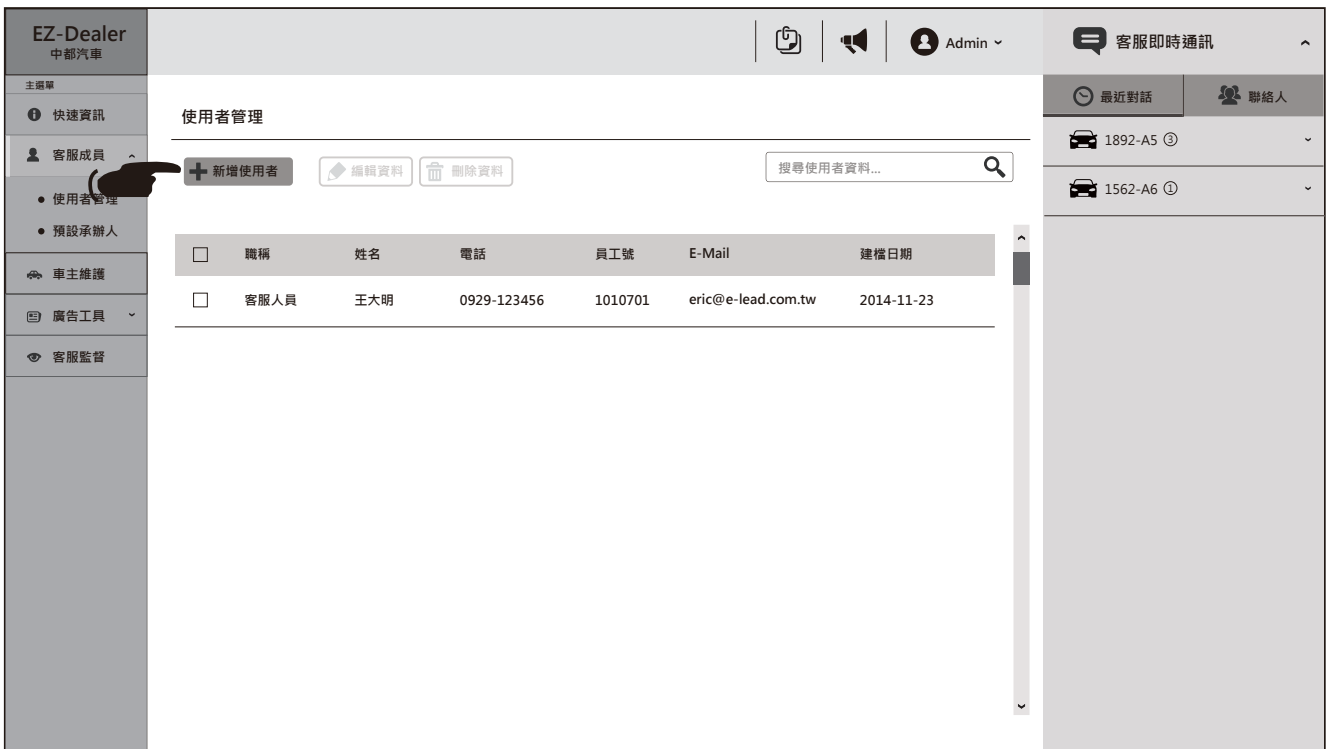 EZ-Dealer
中都汽車
主選單
快速資訊
客服成員
使用者管理
預設承辦人
車主維護
廣告工具
客服監督
Admin
使用者管理
新增使用者
編輯資料
刪除資料
搜尋使用者資料...
職稱 姓名 電話 員工號 E-Mail 建檔日期
客服人員 王大明 0929-123456 1010701 eric@e-lead.com.tw 2014-11-23
客服即時通訊
最近對話
聯絡人
1892-A5 ③
1562-A6 ①